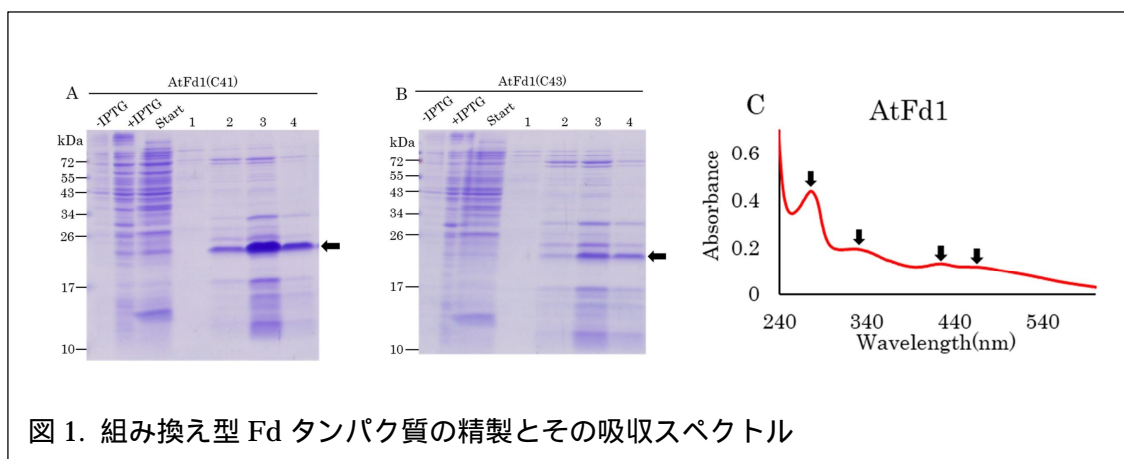 A
AtFd1(C41)
-IPTG +IPTG Start 1 2 3 4
kDa
72
55
43
34
26
17
10
B
AtFd1(C43)
-IPTG +IPTG Start 1 2 3 4
kDa
72
55
43
34
26
17
10
C
AtFd1
Absorbance
0.6
0.4
0.2
0
240 340 440 540
Wavelength(nm)
図 1. 組み換え型 Fd タンパク質の精製とその吸収スペクトル